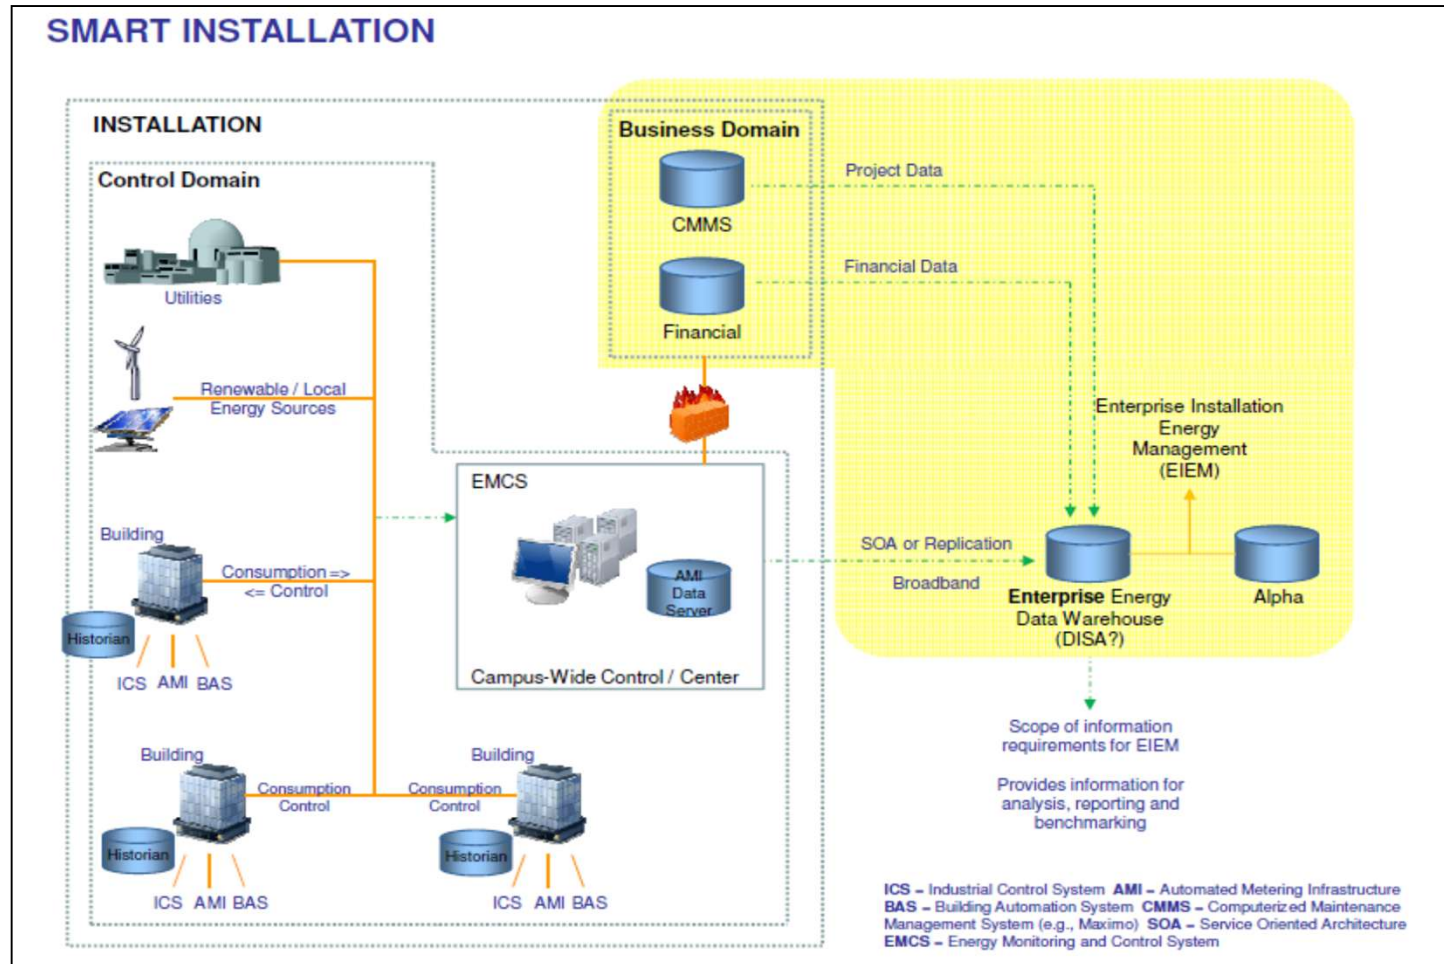 SMART INSTALLATION
INSTALLATION
Control Domain
Utilities
Renewable / Local
Energy Sources
Building
Consumption =>
<= Control
Historian
ICS AMI BAS
Building
Consumption
Control
Historian
ICS AMI BAS
Building
Consumption
Control
Historian
ICS AMI BAS
EMCS
AMI
Data
Server
Campus-Wide Control / Center
Business Domain
CMMS
Financial
Project Data
Financial Data
SOA or Replication
Broadband
Enterprise Installation
Energy
Management
(EIEM)
Enterprise Energy
Data Warehouse
(DISA?)
Alpha
Scope of information
requirements for EIEM
Provides information for
analysis, reporting and
benchmarking
ICS – Industrial Control System AMI – Automated Metering Infrastructure
BAS – Building Automation System CMMS – Computerized Maintenance
Management System (e.g., Maximo) SOA – Service Oriented Architecture
EMCS – Energy Monitoring and Control System